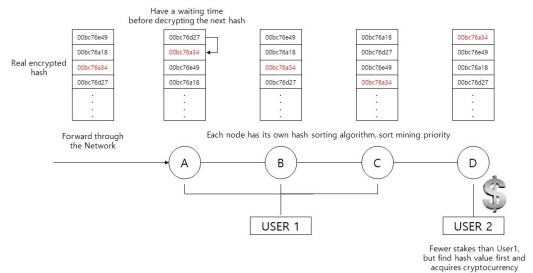 Have a waiting time
before decrypting the next hash
Real encrypted
hash
00bc76e49
00bc76a18
00bc76a34
00bc76d27
00bc76d27
00bc76a34
00bc76e49
00bc76a18
00bc76e49
00bc76a18
00bc76a34
00bc76d27
00bc76a18
00bc76d27
00bc76e49
00bc76a34
00bc76a34
00bc76e49
00bc76a18
00bc76d27
Forward through
the Network
Each node has its own hash sorting algorithm, sort mining priority
A
B
C
D
$
USER 1
USER 2
Fewer stakes than User1,
but find hash value first and
acquires cryptocurrency